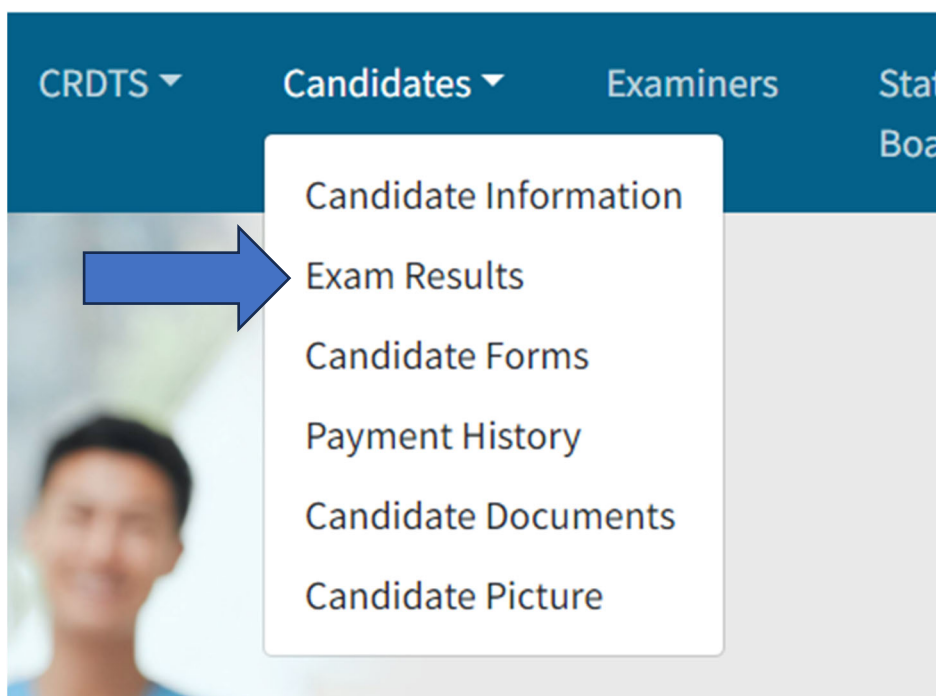 CRDTS
Candidates
Examiners
Candidate Information
Exam Results
Candidate Forms
Payment History
Candidate Documents
Candidate Picture